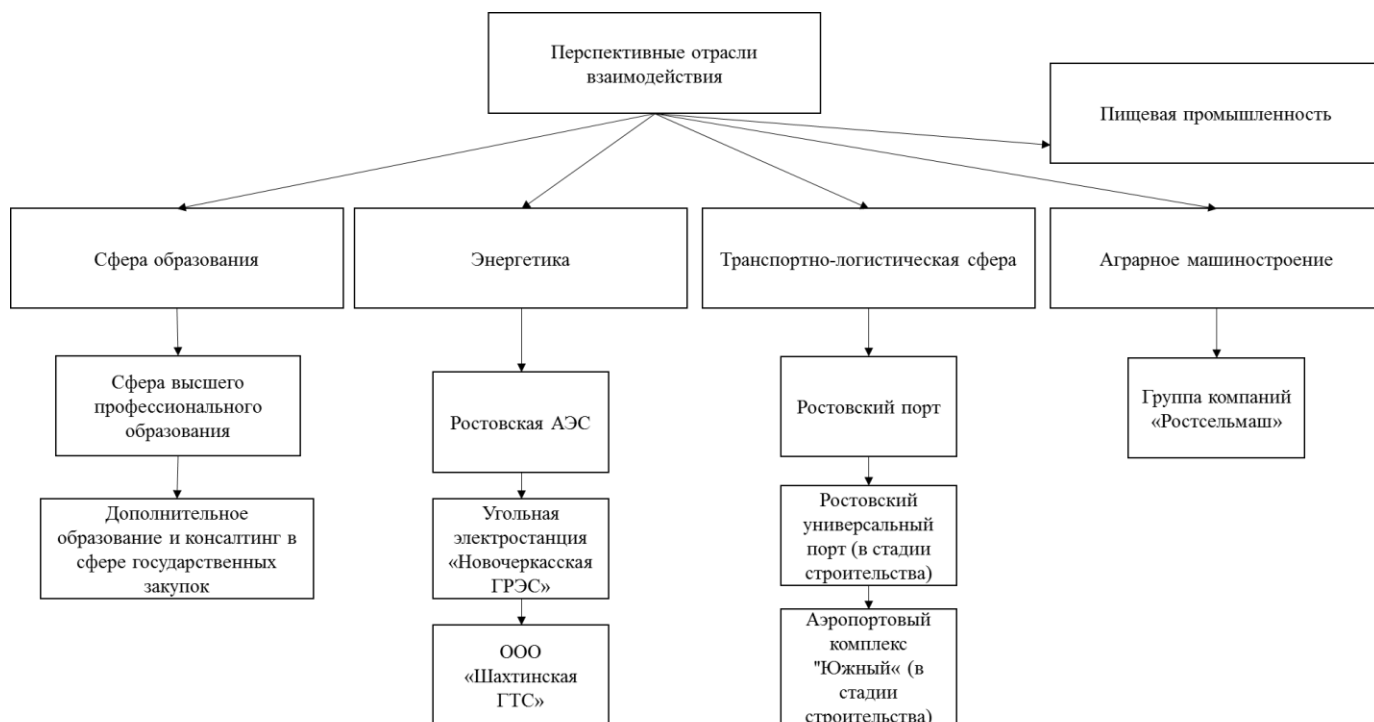 Перспективные отрасли
взаимодействия
Пищевая промышленность
Сфера образования
Энергетика
Транспортно-логистическая сфера
Аграрное машиностроение
Сфера высшего
профессионального
образования
Ростовская АЭС
Ростовский порт
Группа компаний
«Ростсельмаш»
Дополнительное
образование и консалтинг в
сфере государственных
закупок
Угольная
электростанция
«Новочеркасская
ГРЭС»
Ростовский
универсальный
порт (в стадии
строительства)
ООО
«Шахтинская
ГТС»
Аэропортовый
комплекс
"Южный« (в
стадии
строительства)